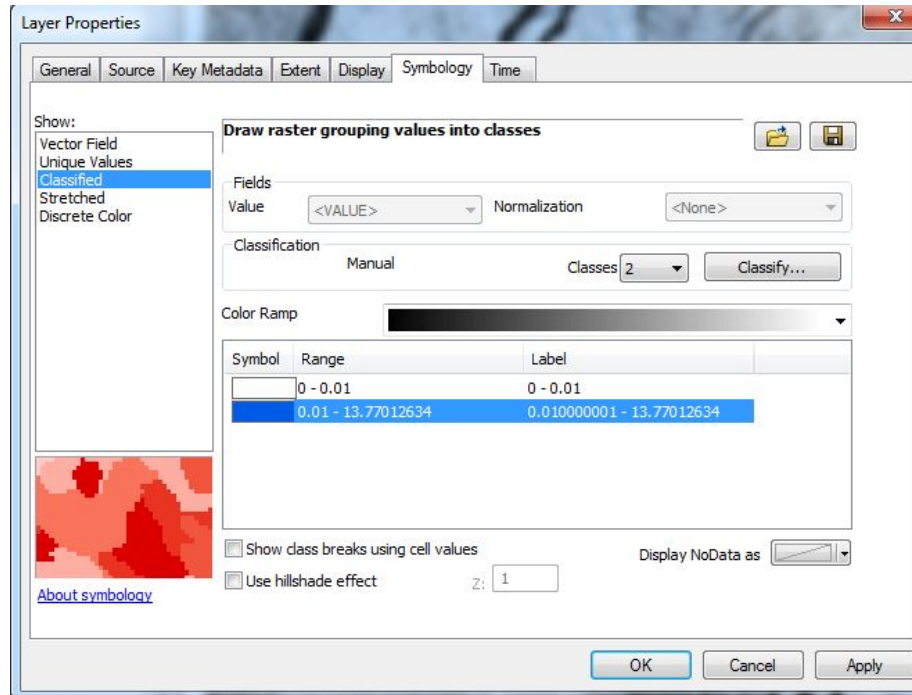 Layer Properties
x
General Source Key Metadata Extent Display Symbology Time
Show:
Vector Field
Unique Values
Classified
Stretched
Discrete Color
About symbology
Draw raster grouping values into classes
Fields
Value <VALUE> Normalization <None>
Classification
Manual Classes 2 Classify...
Color Ramp
Symbol Range Label
0 - 0.01 0 - 0.01
0.01 - 13.77012634 0.010000001 - 13.77012634
Show class breaks using cell values Display NoData as
Use hillshade effect Z: 1
OK Cancel Apply